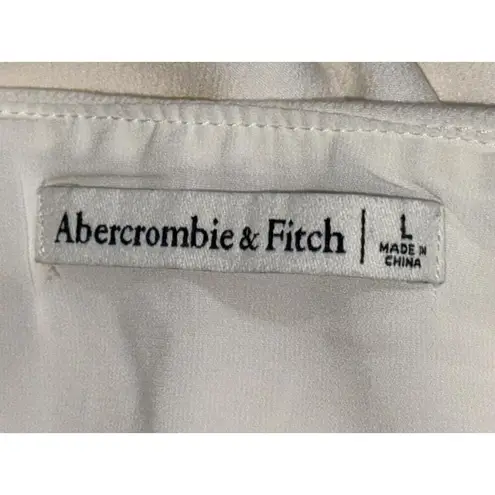 Abercrombie & Fitch
L
MADE IN
CHINA